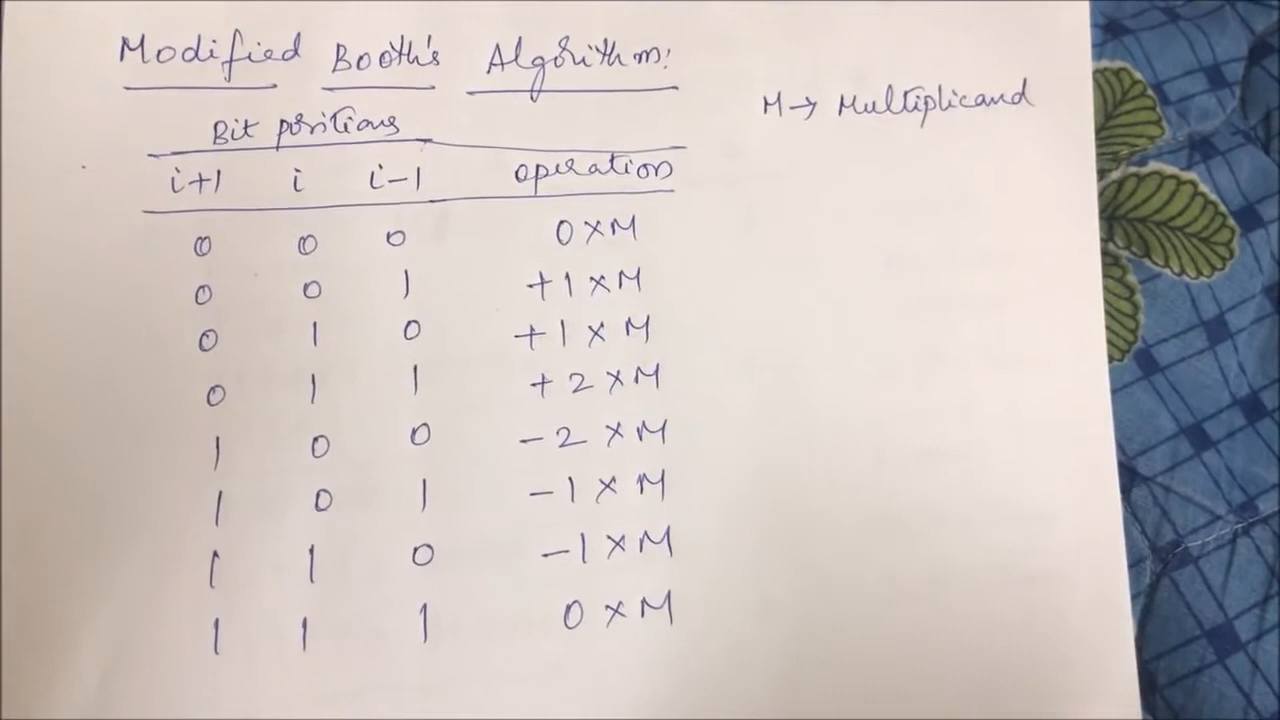 Modified Booth's Algorithm:
M → Multiplicand
Bit positions
i+1 i i-1 operation
0 0 0 0 × M
0 0 1 +1 × M
0 1 0 +1 × M
0 1 1 +2 × M
1 0 0 -2 × M
1 0 1 -1 × M
1 1 0 -1 × M
1 1 1 0 × M